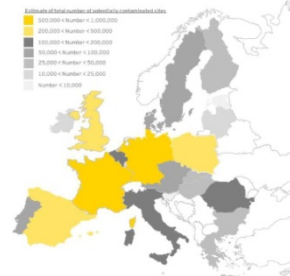 Estimate of total number of potentially contaminated sites
500,000 < Number < 1,000,000
200,000 < Number < 500,000
100,000 < Number < 200,000
50,000 < Number < 100,000
25,000 < Number < 50,000
10,000 < Number < 25,000
Number < 10,000